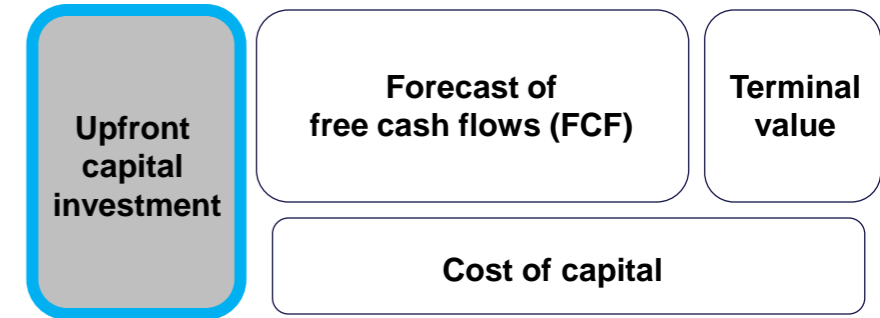 Upfront
capital
investment
Forecast of
free cash flows (FCF)
Terminal
value
Cost of capital